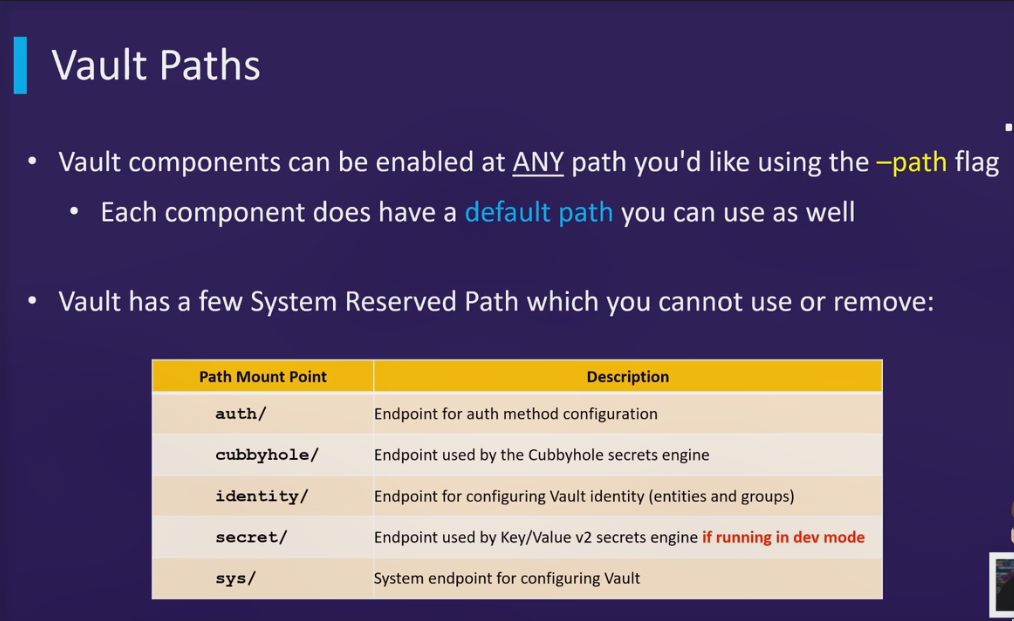 Vault Paths
• Vault components can be enabled at ANY path you'd like using the –path flag
• Each component does have a default path you can use as well
• Vault has a few System Reserved Path which you cannot use or remove:
Path Mount Point Description
auth/ Endpoint for auth method configuration
cubbyhole/ Endpoint used by the Cubbyhole secrets engine
identity/ Endpoint for configuring Vault identity (entities and groups)
secret/ Endpoint used by Key/Value v2 secrets engine if running in dev mode
sys/ System endpoint for configuring Vault